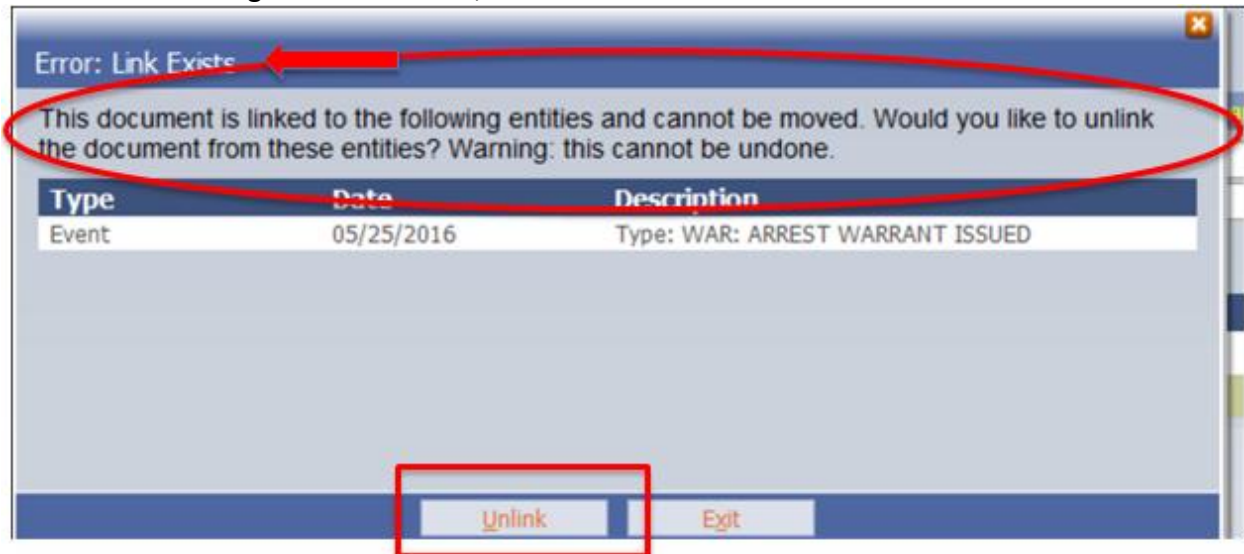 Error: Link Exists
This document is linked to the following entities and cannot be moved. Would you like to unlink
the document from these entities? Warning: this cannot be undone.
Type Date Description
Event 05/25/2016 Type: WAR: ARREST WARRANT ISSUED
Unlink Exit